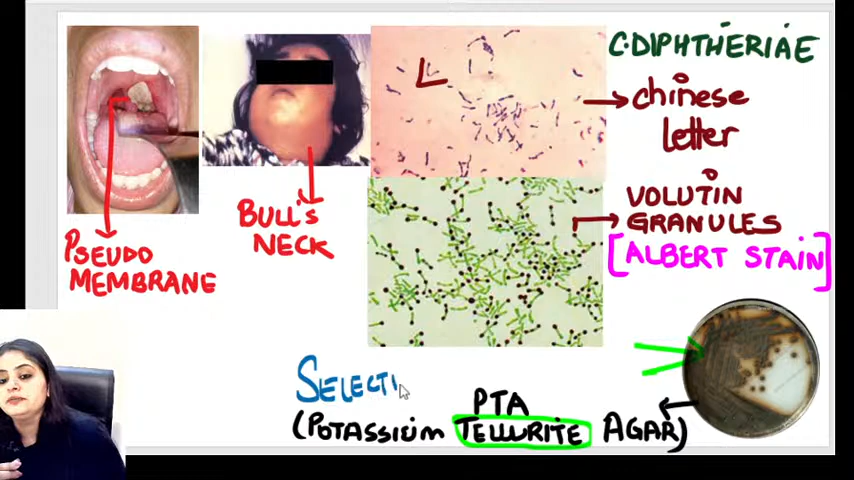 C.DIPHTHERIAE
chinese
letter
VOLUTIN
GRANULES
[ALBERT STAIN]
BULL's
NECK
PSEUDO
MEMBRANE
SELECTI
PTA
(POTASSIUM TELLURITE AGAR)